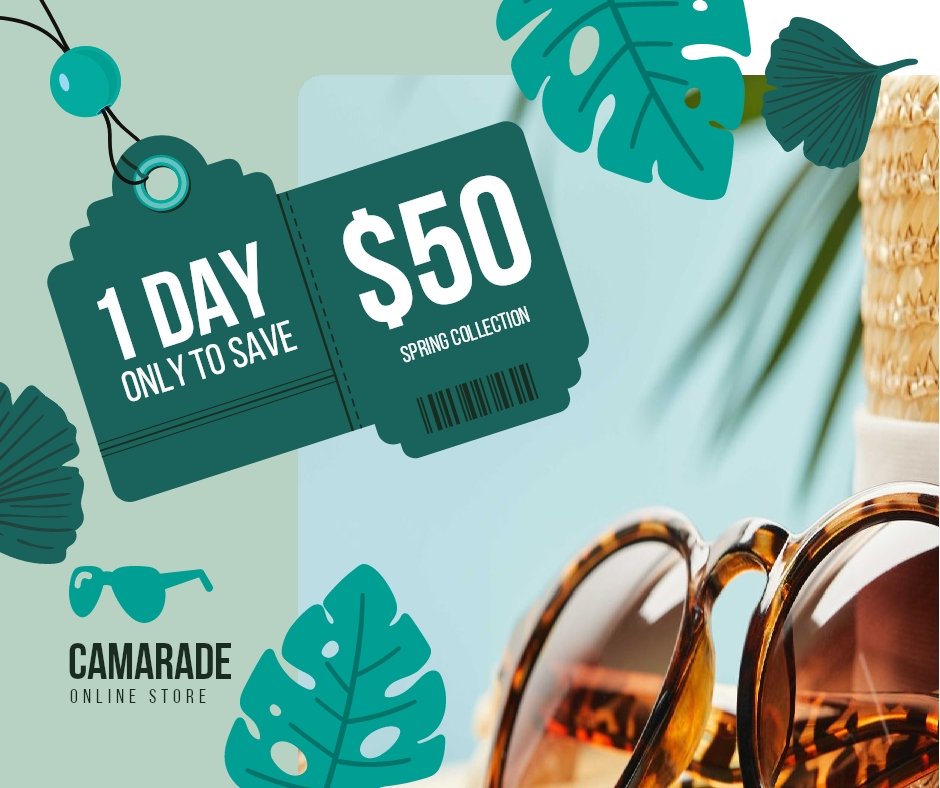 1 DAY
ONLY TO SAVE
$50
SPRING COLLECTION
CAMARADE
ONLINE STORE